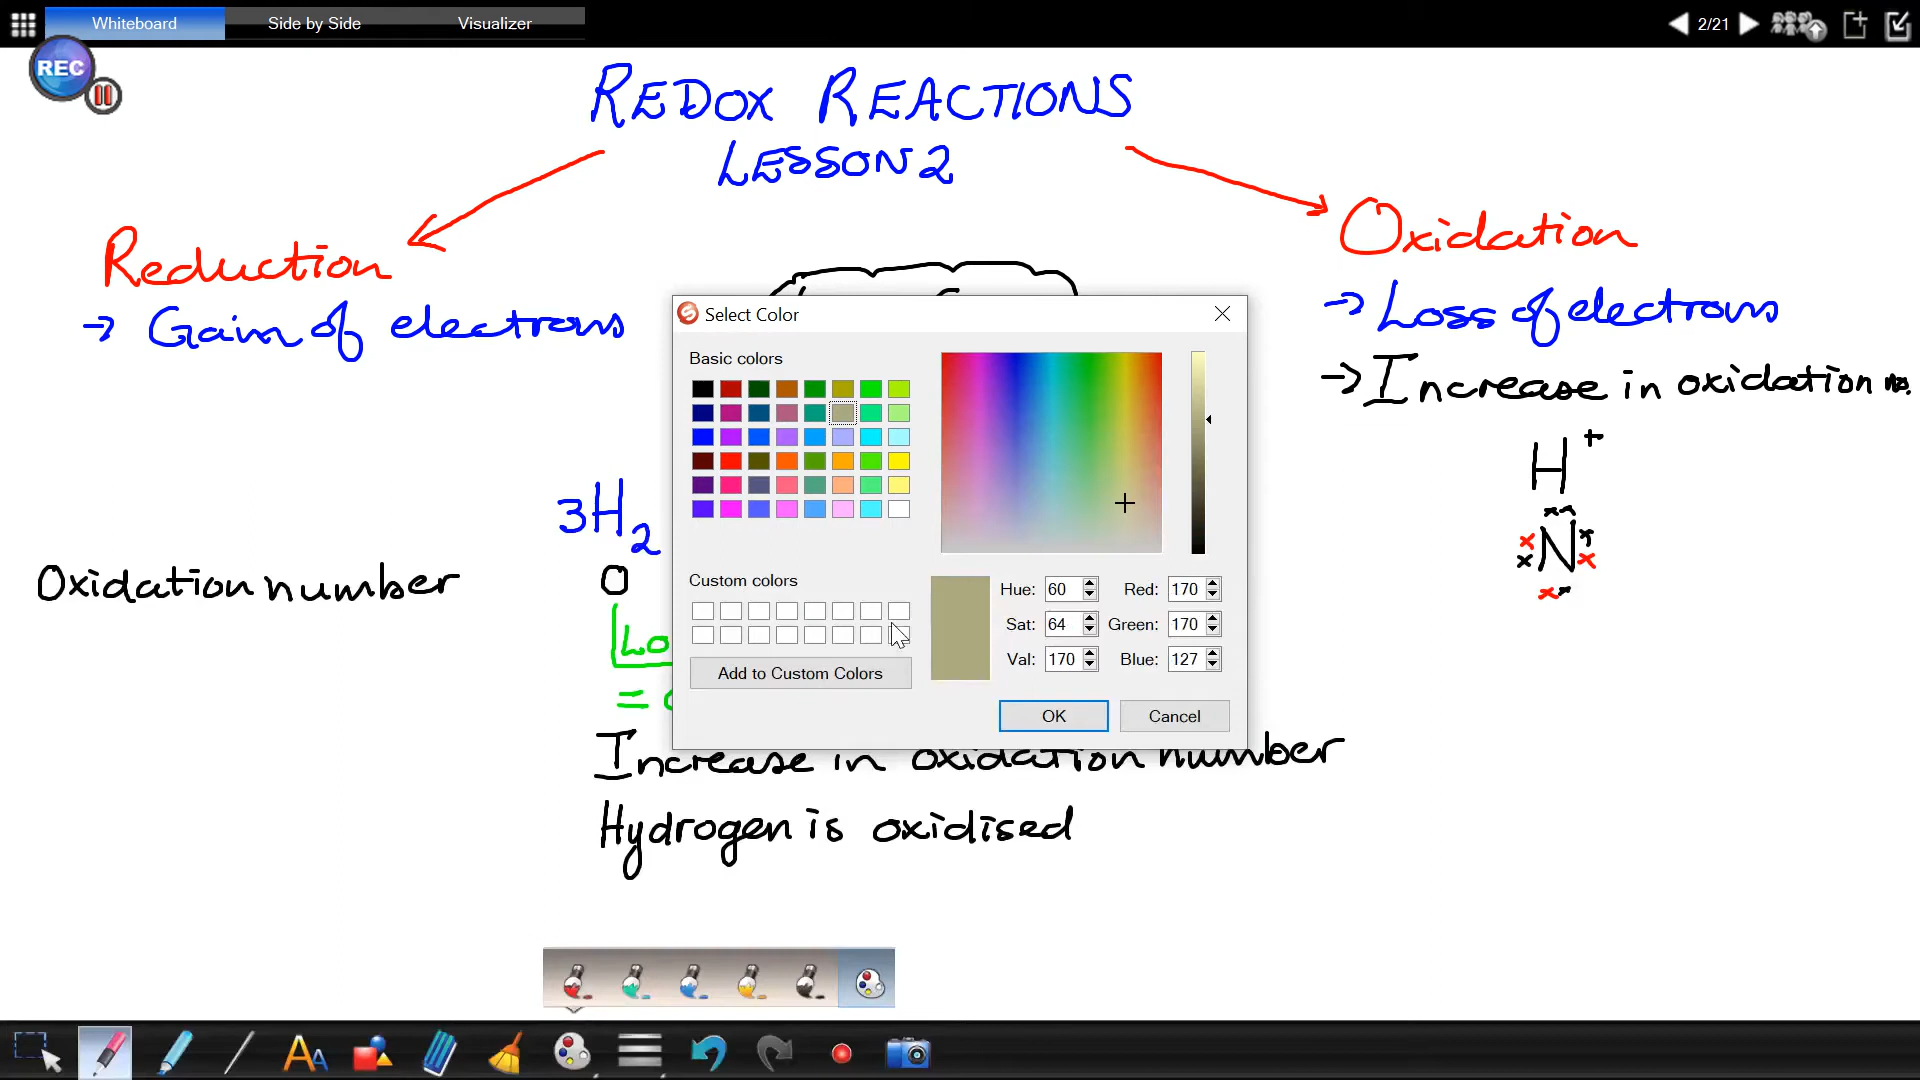 Whiteboard
Side by Side
Visualizer
2/21
REC
REDOX REACTIONS
LESSON 2
Reduction
→ Gain of electrons
Oxidation
→ Loss of electrons
→ Increase in oxidation no.
H+
N
3H2
Oxidation number
0
Lo
=
Select Color
Basic colors
Custom colors
Add to Custom Colors
Hue: 60
Red: 170
Sat: 64
Green: 170
Val: 170
Blue: 127
OK
Cancel
Increase in oxidation number
Hydrogen is oxidised